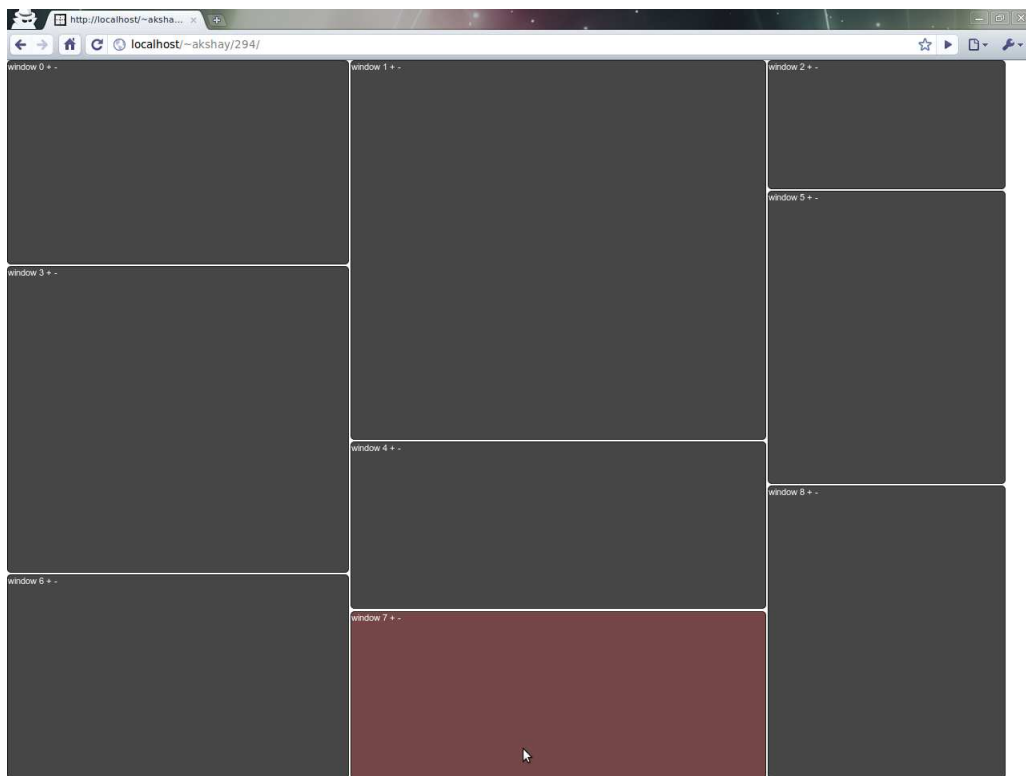 http://localhost/~aksha...
localhost/~akshay/294/
window 0 + -
window 1 + -
window 2 + -
window 5 + -
window 3 + -
window 4 + -
window 8 + -
window 6 + -
window 7 + -